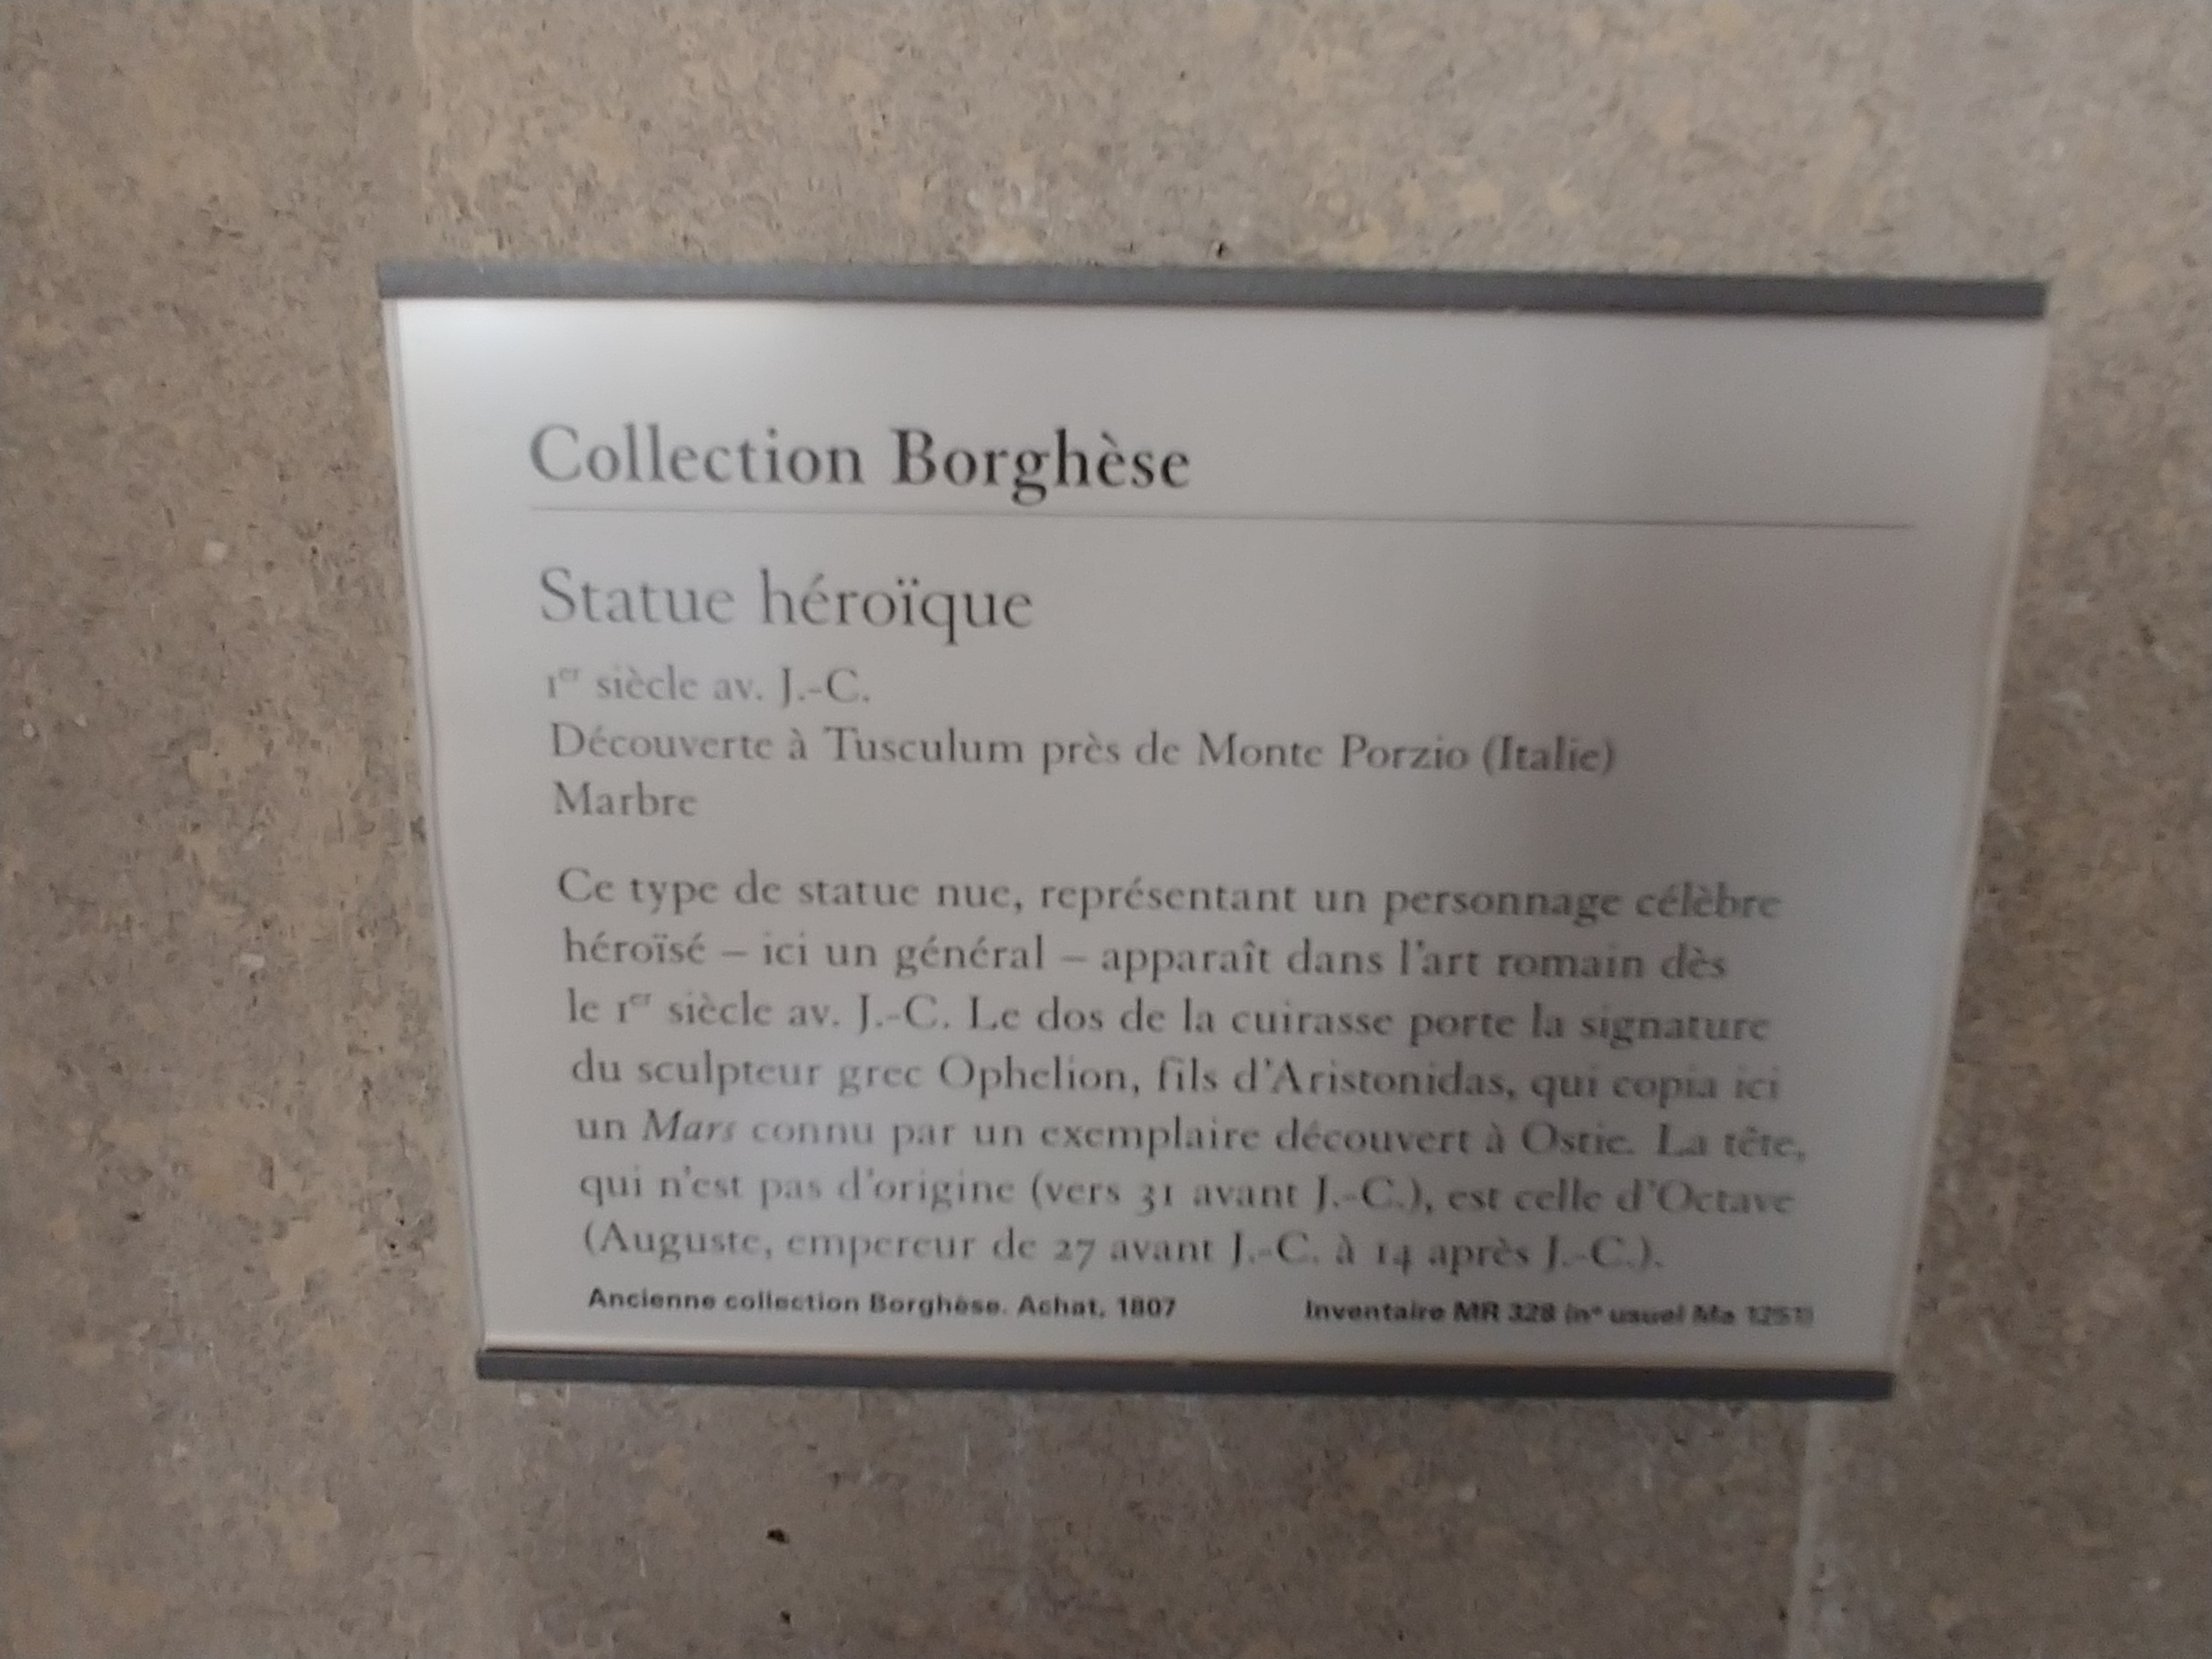 Collection Borghèse
Statue héroïque
1er siècle av. J.-C.
Découverte à Tusculum près de Monte Porzio (Italie)
Marbre
Ce type de statue nue, représentant un personnage célèbre
héroïsé – ici un général – apparaît dans l'art romain dès
le 1er siècle av. J.-C. Le dos de la cuirasse porte la signature
du sculpteur grec Ophelion, fils d'Aristonidas, qui copia ici
un Mars connu par un exemplaire découvert à Ostie. La tête,
qui n'est pas d'origine (vers 31 avant J.-C.), est celle d'Octave
(Auguste, empereur de 27 avant J.-C. à 14 après J.-C.).
Ancienne collection Borghèse. Achat, 1807
Inventaire MR 328 (n° usuel Ma 1251)